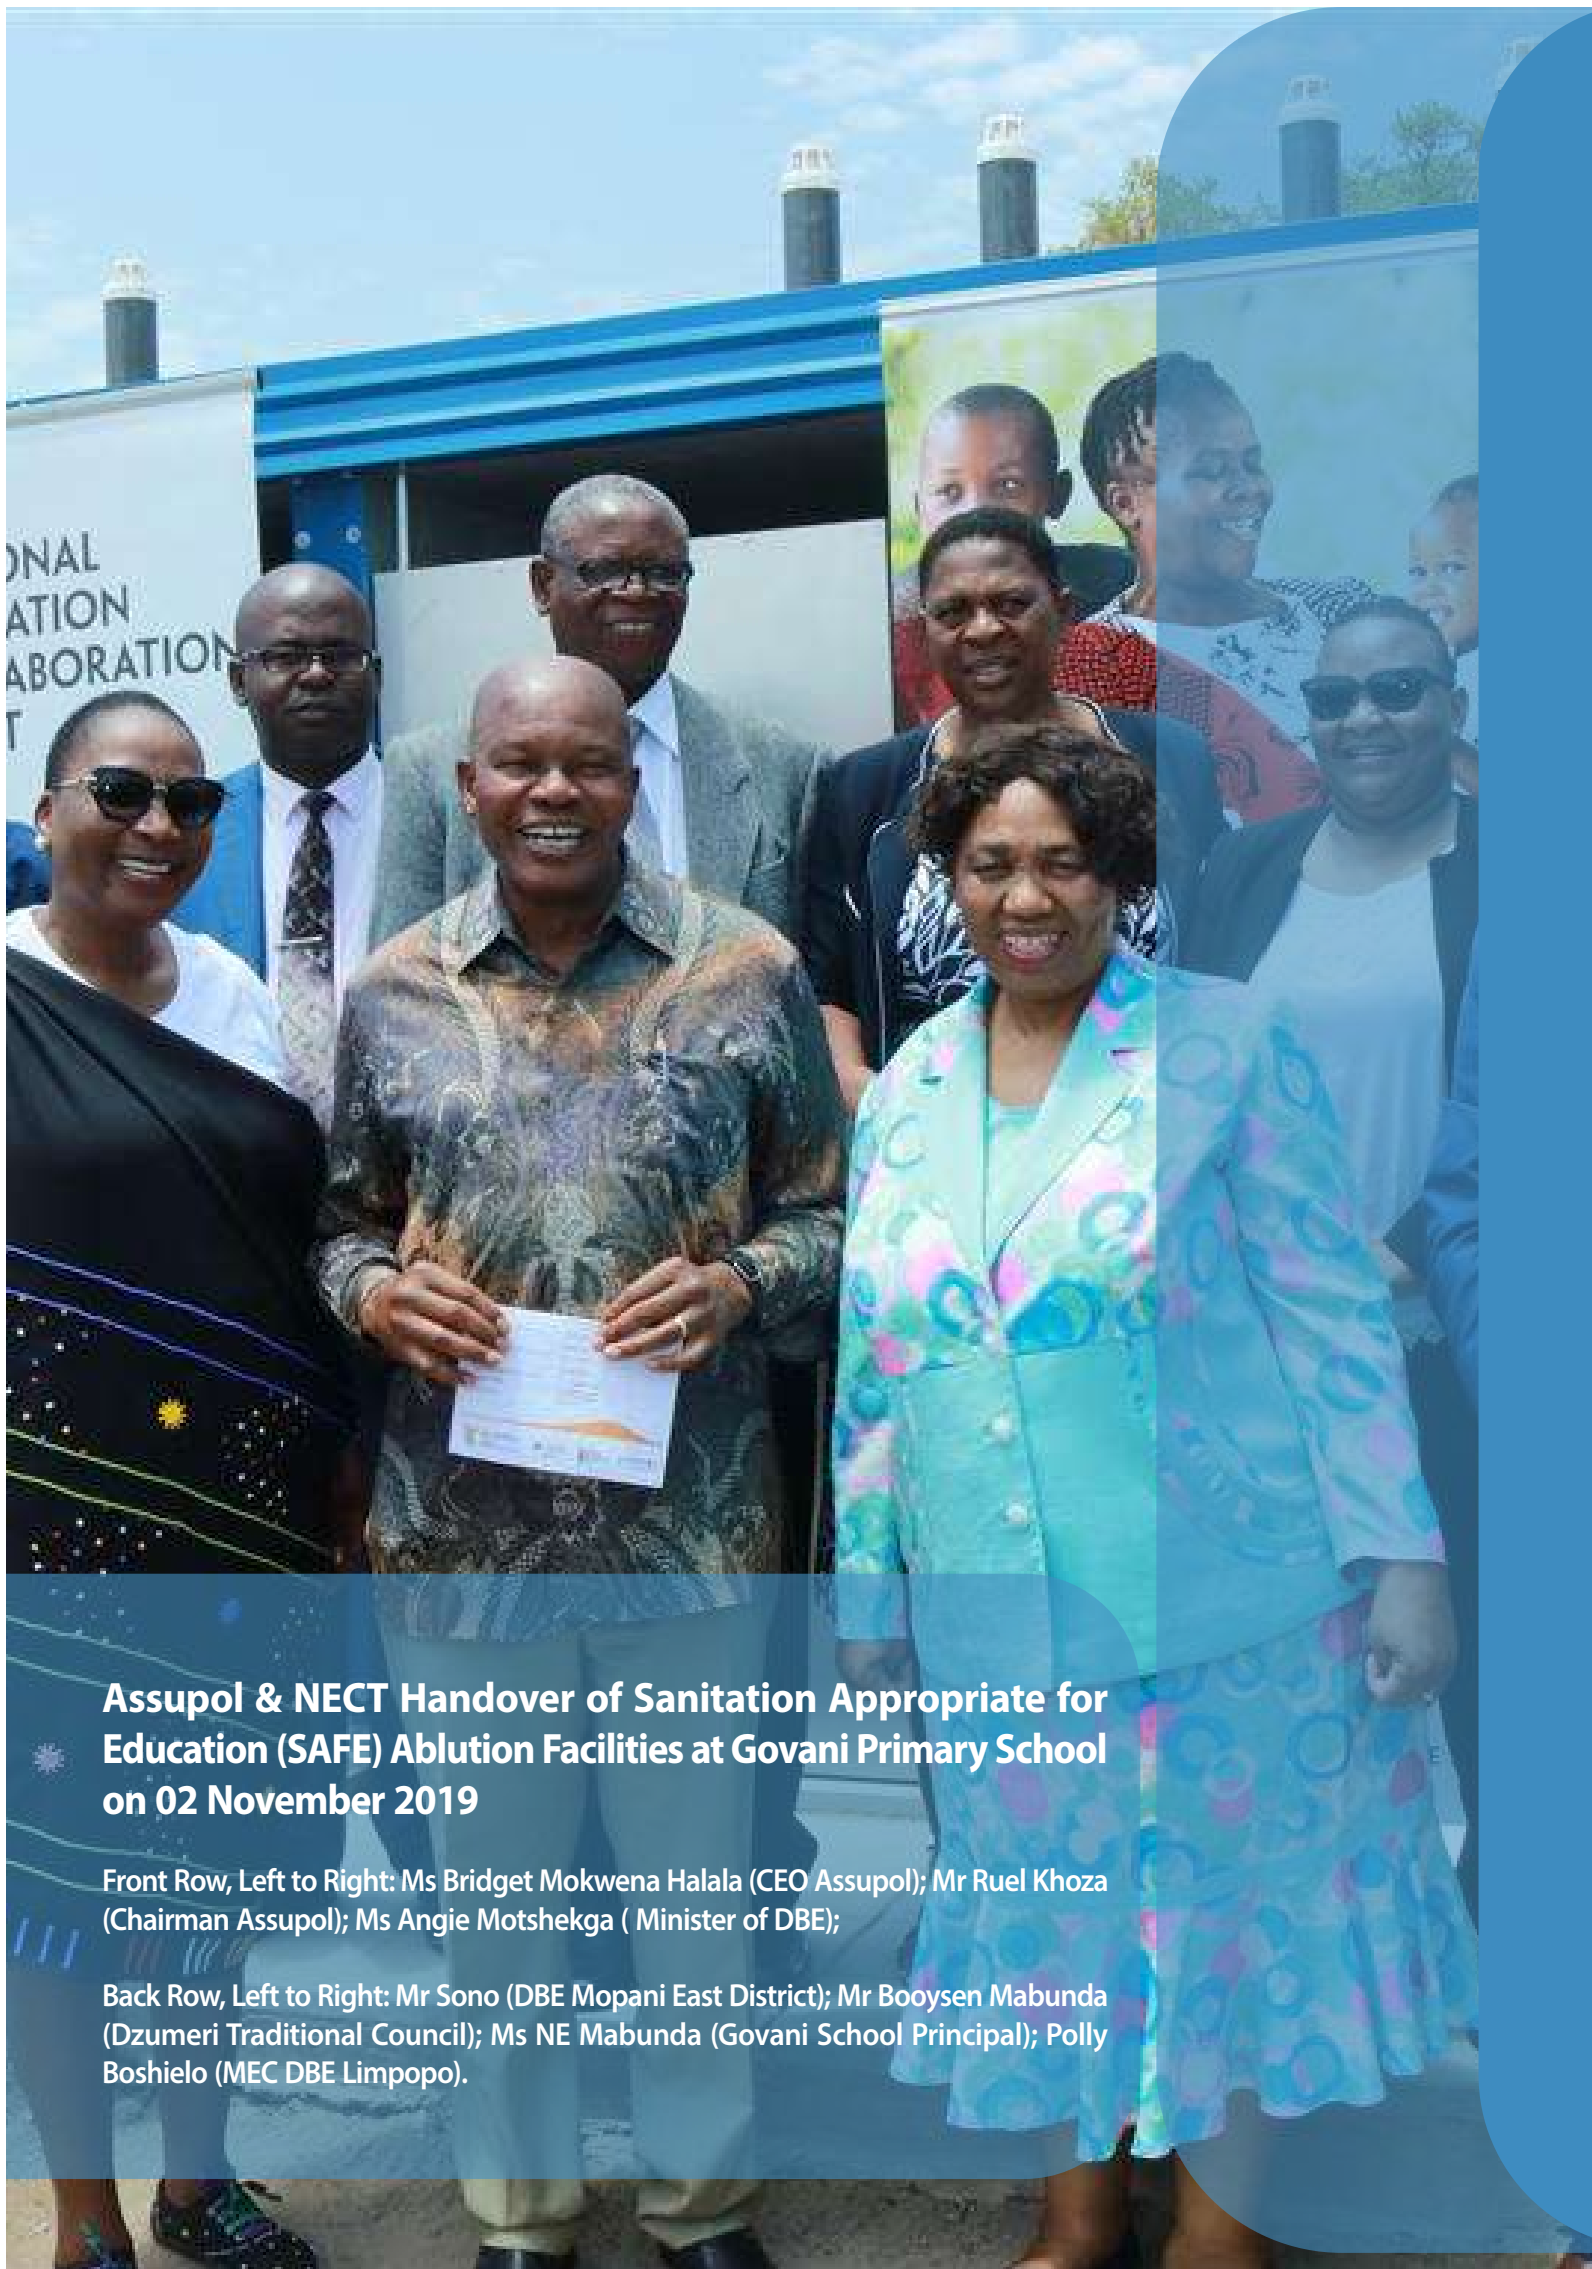 ONAL
ATION
ABORATION
T
Assupol & NECT Handover of Sanitation Appropriate for
Education (SAFE) Ablution Facilities at Govani Primary School
on 02 November 2019
Front Row, Left to Right: Ms Bridget Mokwena Halala (CEO Assupol); Mr Ruel Khoza
(Chairman Assupol); Ms Angie Motshekga ( Minister of DBE);
Back Row, Left to Right: Mr Sono (DBE Mopani East District); Mr Booysen Mabunda
(Dzumeri Traditional Council); Ms NE Mabunda (Govani School Principal); Polly
Boshielo (MEC DBE Limpopo).